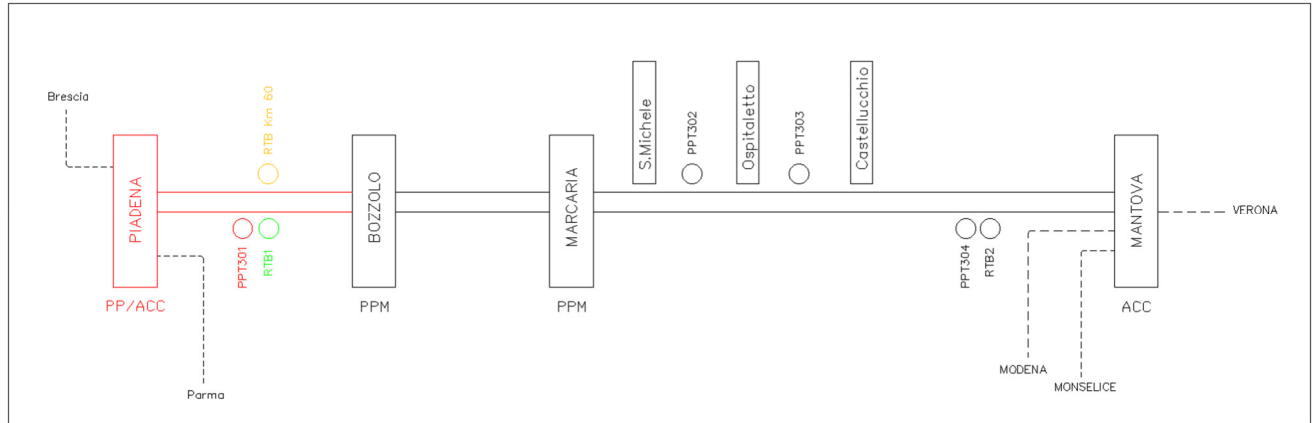 Brescia
PIADENA
PP/ACC
Parma
RTB Km 60
PPT301
RTB1
BOZZOLO
PPM
MARCARIA
PPM
S.Michele
PPT302
Ospitaletto
PPT303
Castellucchio
PPT304
RTB2
MANTOVA
ACC
VERONA
MODENA
MONSELICE